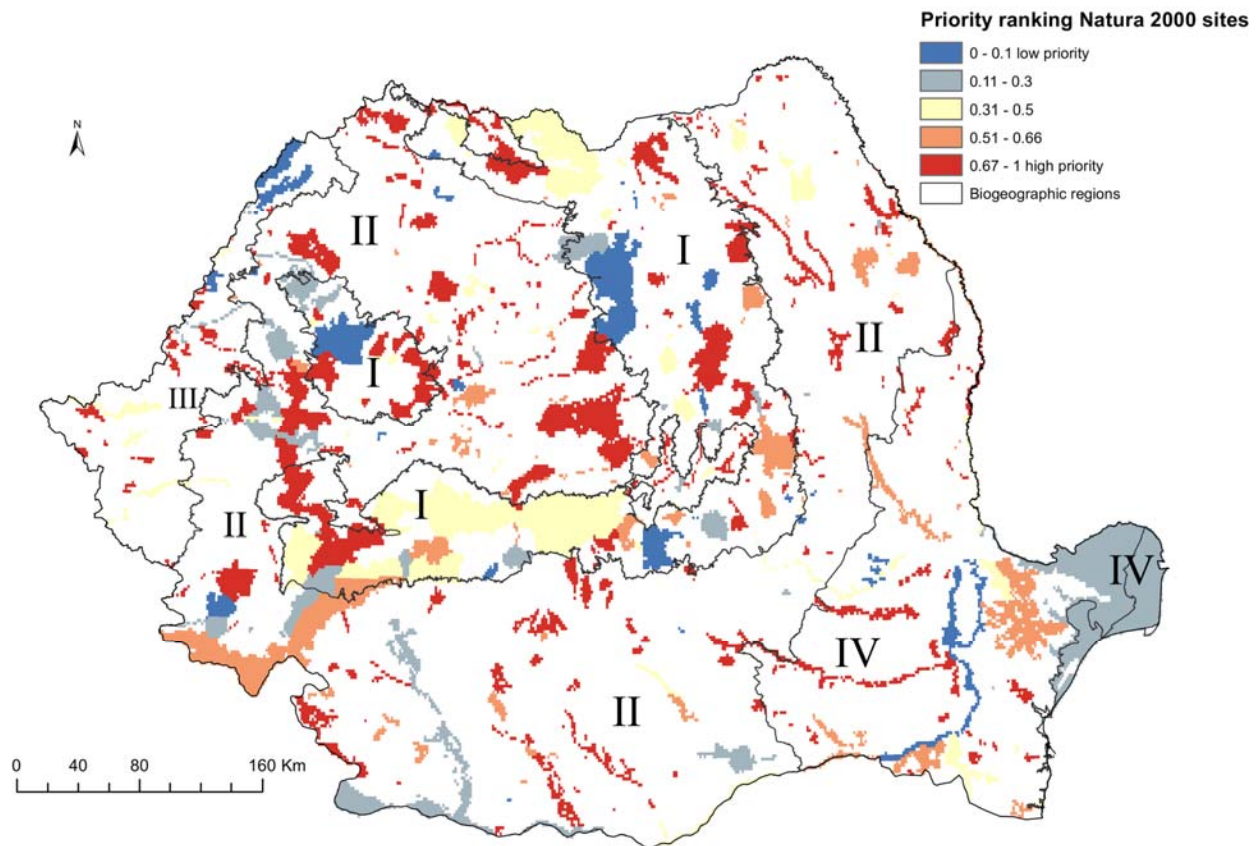 Priority ranking Natura 2000 sites
0 - 0.1 low priority
0.11 - 0.3
0.31 - 0.5
0.51 - 0.66
0.67 - 1 high priority
Biogeographic regions
N
II
I
II
I
III
I
II
IV
IV
II
0 40 80 160 Km